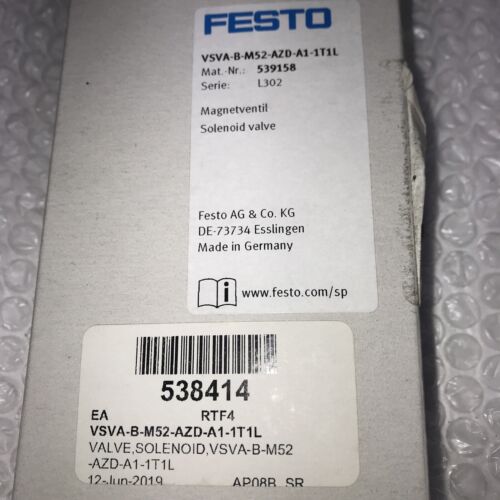 FESTO
VSVA-B-M52-AZD-A1-1T1L
Mat.-Nr.: 539158
Serie: L302
Magnetventil
Solenoid valve
Festo AG & Co. KG
DE-73734 Esslingen
Made in Germany
www.festo.com/sp
538414
EA RTF4
VSVA-B-M52-AZD-A1-1T1L
VALVE,SOLENOID,VSVA-B-M52
-AZD-A1-1T1L
12-Jun-2019 AP08B SR